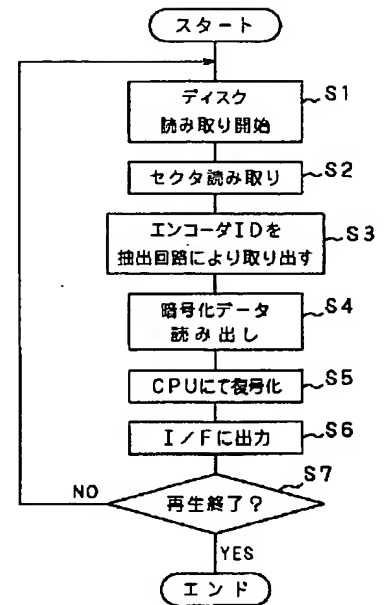 スタート
ディスク
読み取り開始
S1
セクタ読み取り
S2
エンコーダIDを
抽出回路により取り出す
S3
暗号化データ
読み出し
S4
CPUにて復号化
S5
I/Fに出力
S6
再生終了?
S7
NO
YES
エンド